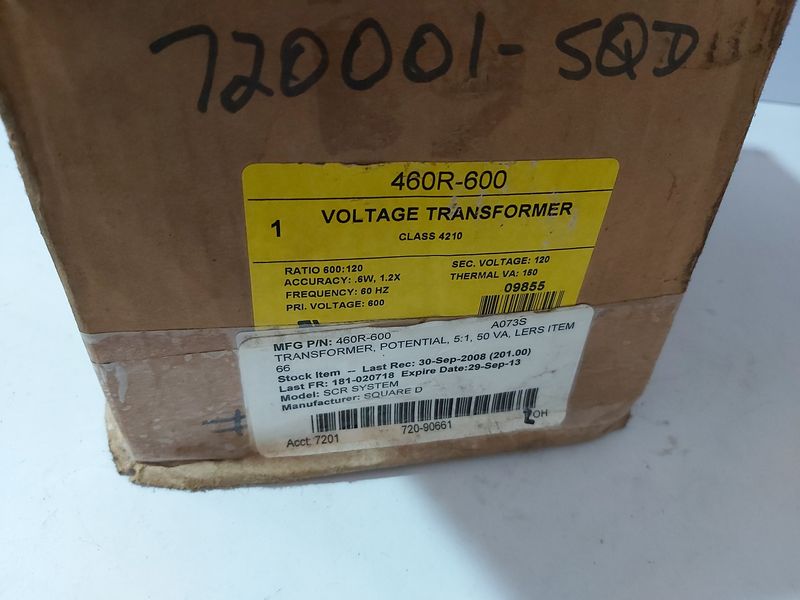 720001-SQD
460R-600
1 VOLTAGE TRANSFORMER
CLASS 4210
RATIO 600:120
ACCURACY: .6W, 1.2X
FREQUENCY: 60 HZ
PRI. VOLTAGE: 600
SEC. VOLTAGE: 120
THERMAL VA: 150
09855
MFG P/N: 460R-600 A073S
TRANSFORMER, POTENTIAL, 5:1, 50 VA, LERS ITEM
66
Stock Item -- Last Rec: 30-Sep-2008 (201.00)
Last FR: 181-020718 Expire Date:29-Sep-13
Model: SCR SYSTEM
Manufacturer: SQUARE D
Acct: 7201 720-90661 OH